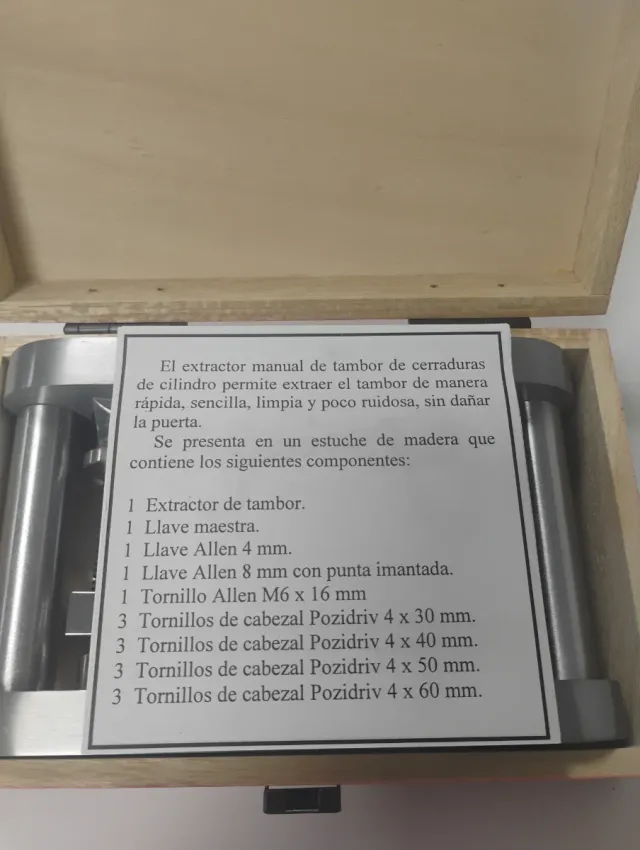 El extractor manual de tambor de cerraduras
de cilindro permite extraer el tambor de manera
rápida, sencilla, limpia y poco ruidosa, sin dañar
la puerta.
Se presenta en un estuche de madera que
contiene los siguientes componentes:
1 Extractor de tambor.
1 Llave maestra.
1 Llave Allen 4 mm.
1 Llave Allen 8 mm con punta imantada.
1 Tornillo Allen M6 x 16 mm
3 Tornillos de cabezal Pozidriv 4 x 30 mm.
3 Tornillos de cabezal Pozidriv 4 x 40 mm.
3 Tornillos de cabezal Pozidriv 4 x 50 mm.
3 Tornillos de cabezal Pozidriv 4 x 60 mm.